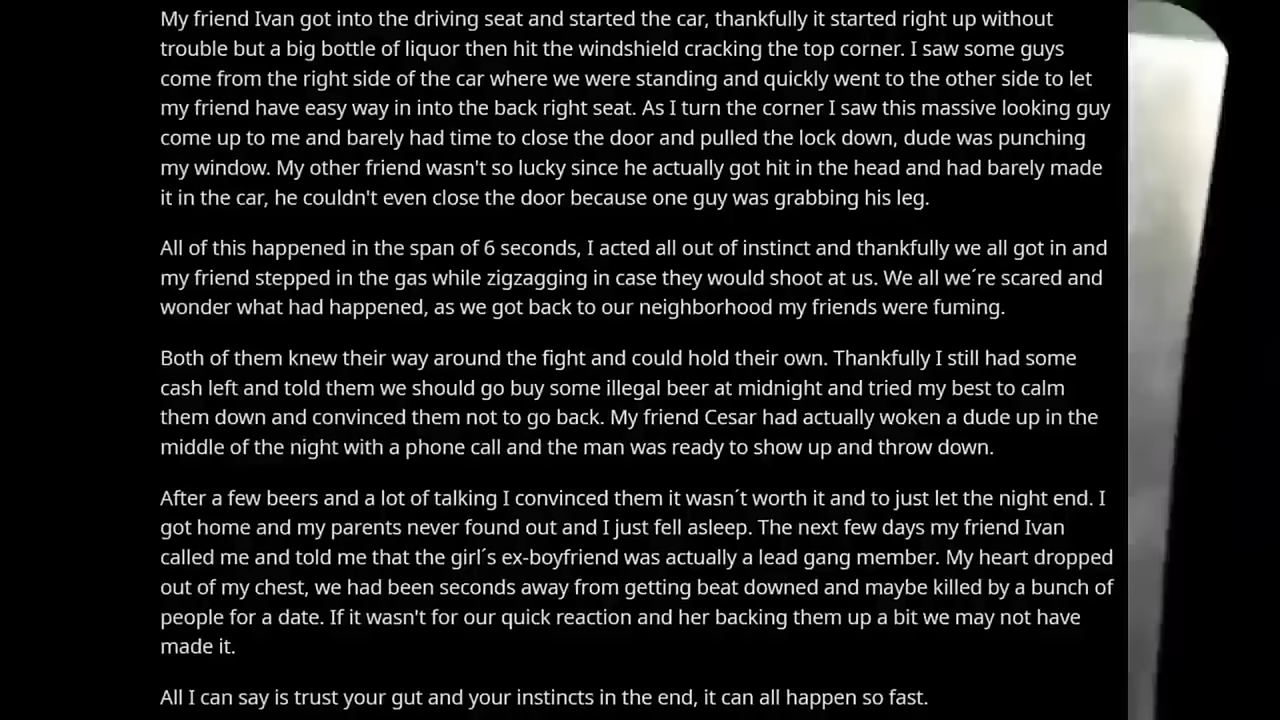 My friend Ivan got into the driving seat and started the car, thankfully it started right up without
trouble but a big bottle of liquor then hit the windshield cracking the top corner. I saw some guys
come from the right side of the car where we were standing and quickly went to the other side to let
my friend have easy way in into the back right seat. As I turn the corner I saw this massive looking guy
come up to me and barely had time to close the door and pulled the lock down, dude was punching
my window. My other friend wasn't so lucky since he actually got hit in the head and had barely made
it in the car, he couldn't even close the door because one guy was grabbing his leg.
All of this happened in the span of 6 seconds, I acted all out of instinct and thankfully we all got in and
my friend stepped in the gas while zigzagging in case they would shoot at us. We all we´re scared and
wonder what had happened, as we got back to our neighborhood my friends were fuming.
Both of them knew their way around the fight and could hold their own. Thankfully I still had some
cash left and told them we should go buy some illegal beer at midnight and tried my best to calm
them down and convinced them not to go back. My friend Cesar had actually woken a dude up in the
middle of the night with a phone call and the man was ready to show up and throw down.
After a few beers and a lot of talking I convinced them it wasn´t worth it and to just let the night end. I
got home and my parents never found out and I just fell asleep. The next few days my friend Ivan
called me and told me that the girl´s ex-boyfriend was actually a lead gang member. My heart dropped
out of my chest, we had been seconds away from getting beat downed and maybe killed by a bunch of
people for a date. If it wasn't for our quick reaction and her backing them up a bit we may not have
made it.
All I can say is trust your gut and your instincts in the end, it can all happen so fast.